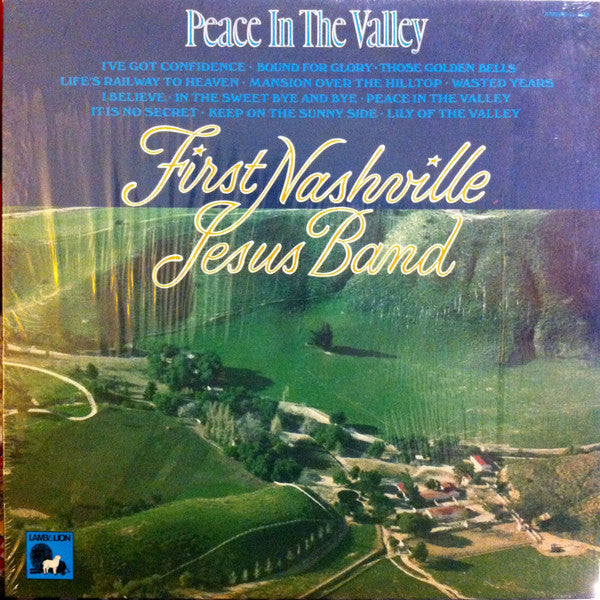 Peace In The Valley
I'VE GOT CONFIDENCE · BOUND FOR GLORY · THOSE GOLDEN BELLS
LIFE'S RAILWAY TO HEAVEN · MANSION OVER THE HILLTOP · WASTED YEARS
I BELIEVE · IN THE SWEET BYE AND BYE · PEACE IN THE VALLEY
IT IS NO SECRET · KEEP ON THE SUNNY SIDE · LILY OF THE VALLEY
First Nashville
Jesus Band
LAMB & LION